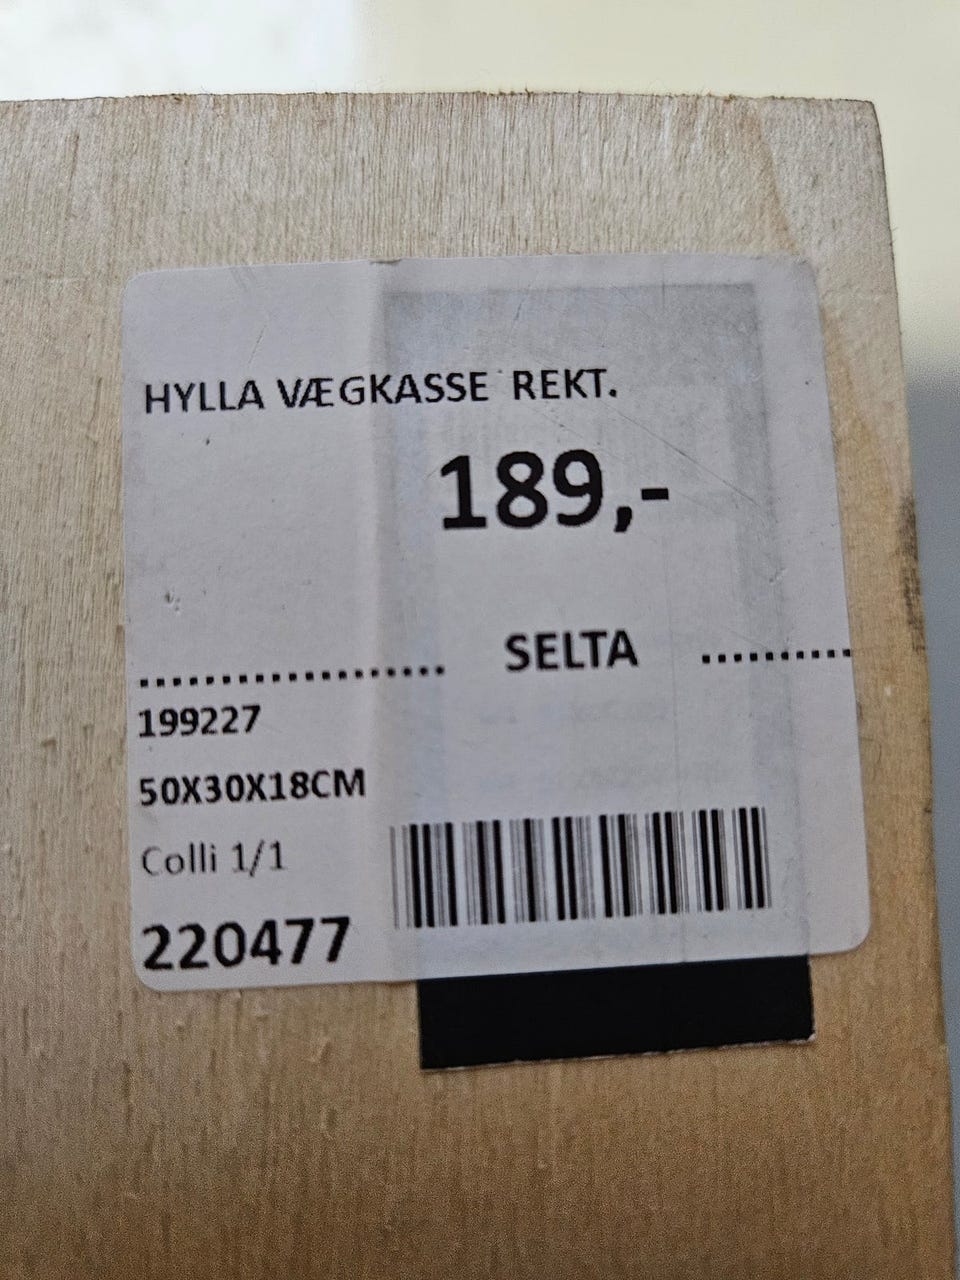 HYLLA VÆGKASSE REKT.
189,-
SELTA
199227
50X30X18CM
Colli 1/1
220477